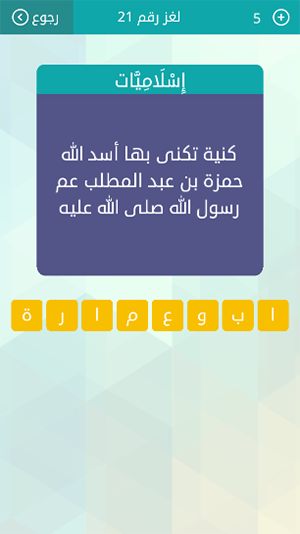 رجوع لغز رقم 21 5
إِسْلَامِيَّات
كنية تكنى بها أسد الله
حمزة بن عبد المطلب عم
رسول الله صلى الله عليه
ا ب و ع م ا ر ة